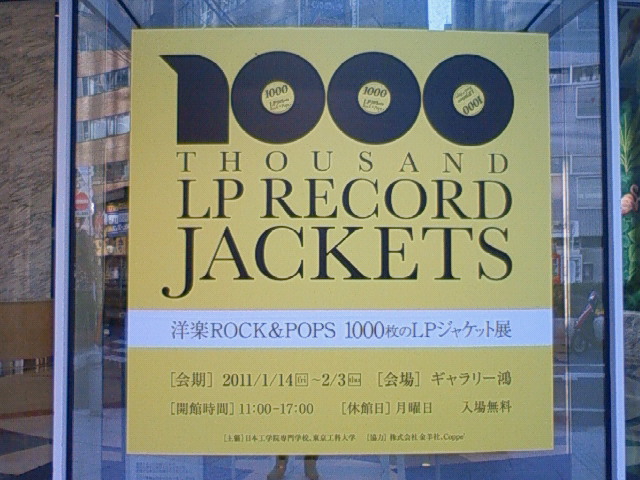 1000
THOUSAND
LP RECORD
JACKETS
洋楽ROCK&POPS 1000枚のLPジャケット展
[会期] 2011/1/14 ~2/3 [会場] ギャラリー鴻
[開館時間] 11:00-17:00 [休館日] 月曜日 入場無料
[主催] 日本工学院専門学校、東京工科大学 [協力] 株式会社 金羊社、Coppe'